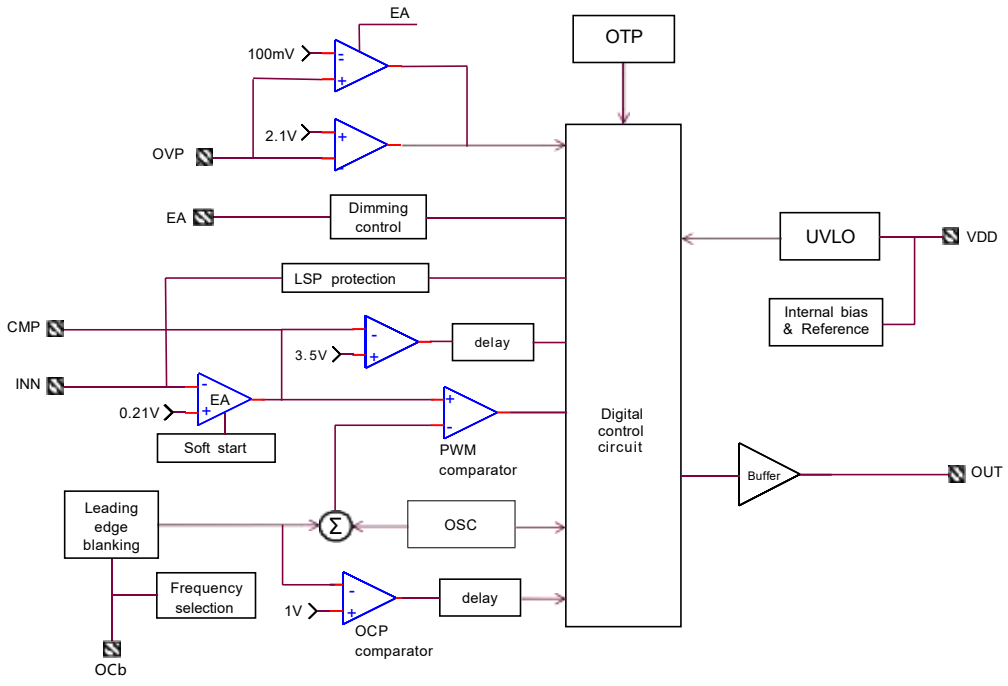 EA
OTP
100mV
-
=
+
2.1V
+
-
OVP
EA
Dimming
control
UVLO
VDD
LSP protection
Internal bias
& Reference
CMP
-
3.5V
+
delay
INN
-
EA
0.21V
+
+
-
Soft start
PWM
comparator
Digital
control
circuit
Buffer
OUT
Leading
edge
blanking
Σ
OSC
Frequency
selection
-
1V
+
delay
OCP
comparator
OCb